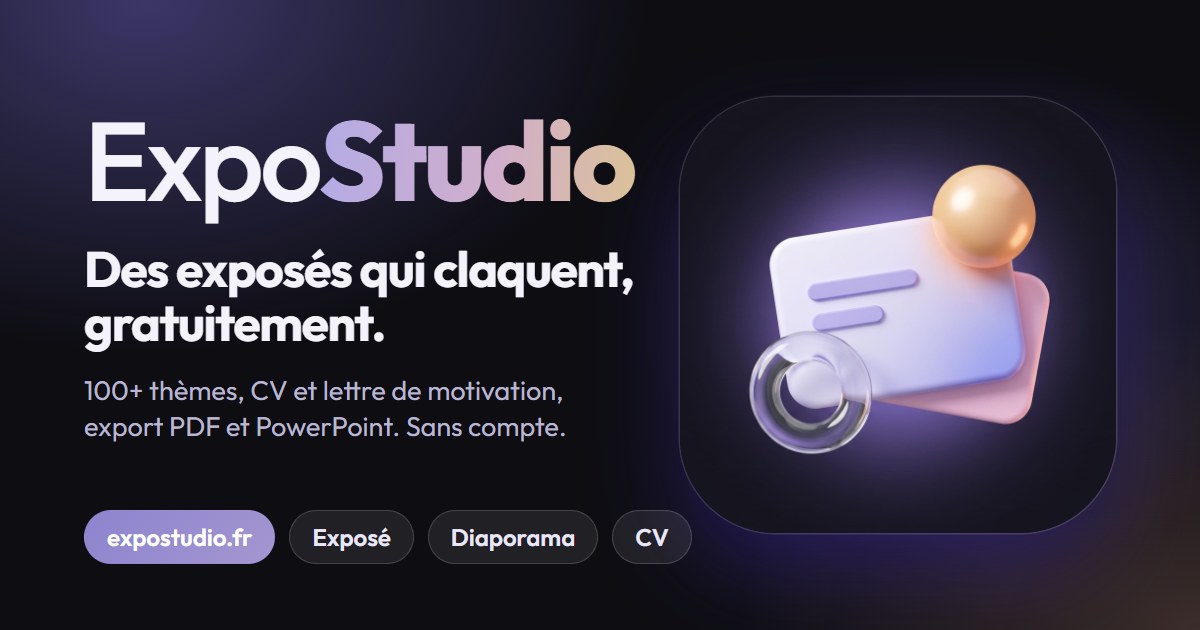 ExpoStudio
Des exposés qui claquent,
gratuitement.
100+ thèmes, CV et lettre de motivation,
export PDF et PowerPoint. Sans compte.
expostudio.fr Exposé Diaporama CV